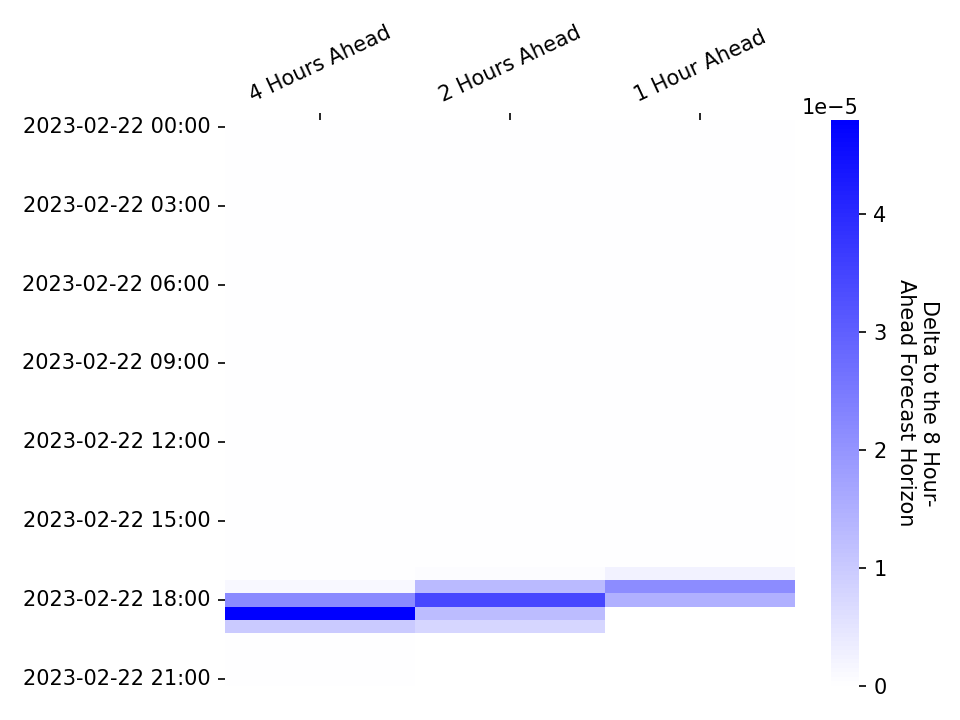 4 Hours Ahead
2 Hours Ahead
1 Hour Ahead
1e−5
2023-02-22 00:00
2023-02-22 03:00
2023-02-22 06:00
2023-02-22 09:00
2023-02-22 12:00
2023-02-22 15:00
2023-02-22 18:00
2023-02-22 21:00
4
3
2
1
0
Delta to the 8 Hour-
Ahead Forecast Horizon